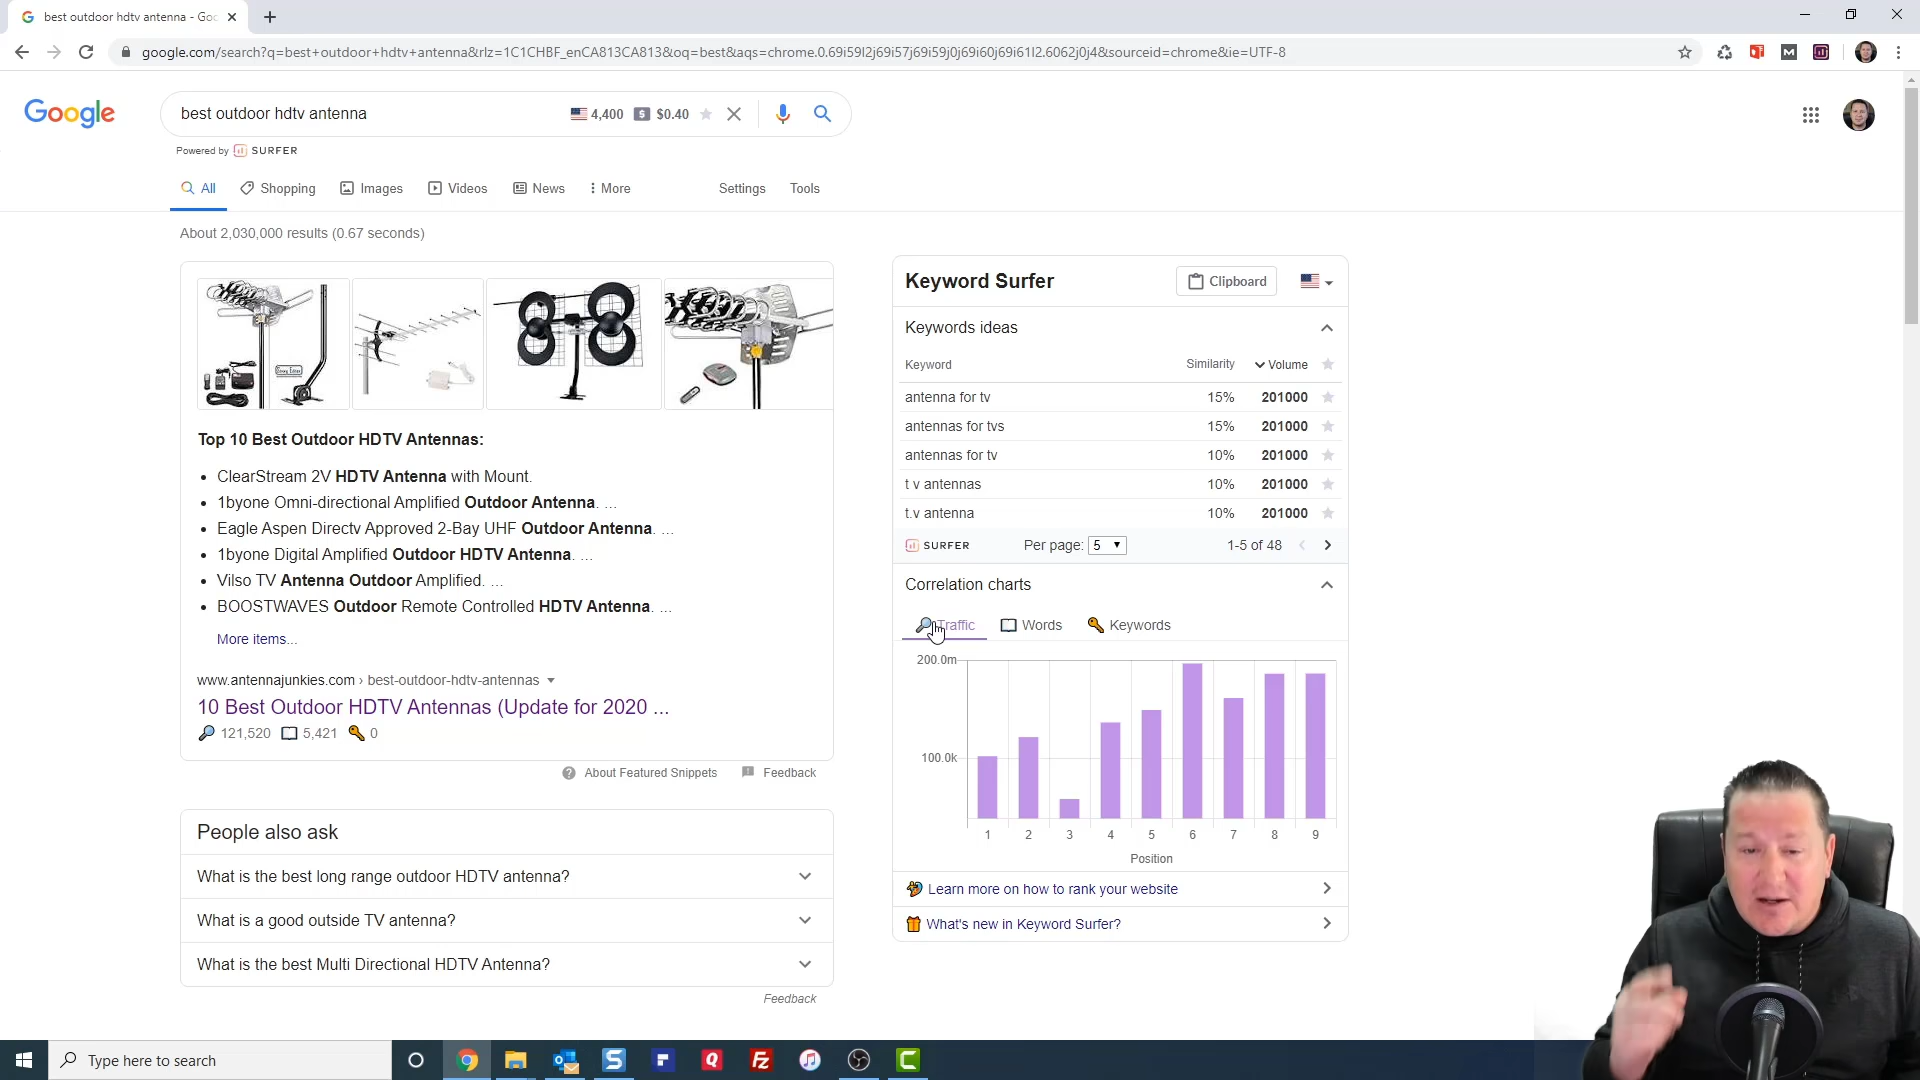 best outdoor hdtv antenna - Goo
google.com/search?q=best+outdoor+hdtv+antenna&rlz=1C1CHBF_enCA813CA813&oq=best&aqs=chrome.0.69i59l2j69i57j69i59j0j69i60j69i61l2.6062j0j4&sourceid=chrome&ie=UTF-8
Google
best outdoor hdtv antenna 4,400 $ $0.40
Powered by SURFER
All Shopping Images Videos News More Settings Tools
About 2,030,000 results (0.67 seconds)
Top 10 Best Outdoor HDTV Antennas:
• ClearStream 2V HDTV Antenna with Mount.
• 1byone Omni-directional Amplified Outdoor Antenna. ...
• Eagle Aspen Directv Approved 2-Bay UHF Outdoor Antenna. ...
• 1byone Digital Amplified Outdoor HDTV Antenna. ...
• Vilso TV Antenna Outdoor Amplified. ...
• BOOSTWAVES Outdoor Remote Controlled HDTV Antenna. ...
More items...
www.antennajunkies.com › best-outdoor-hdtv-antennas
10 Best Outdoor HDTV Antennas (Update for 2020 ...
121,520 5,421 0
About Featured Snippets Feedback
People also ask
What is the best long range outdoor HDTV antenna?
What is a good outside TV antenna?
What is the best Multi Directional HDTV Antenna?
Feedback
Keyword Surfer Clipboard
Keywords ideas
Keyword Similarity Volume
antenna for tv 15% 201000
antennas for tvs 15% 201000
antennas for tv 10% 201000
t v antennas 10% 201000
t.v antenna 10% 201000
SURFER Per page: 5 1-5 of 48
Correlation charts
Traffic Words Keywords
200.0m
100.0k
1 2 3 4 5 6 7 8 9
Position
Learn more on how to rank your website
What's new in Keyword Surfer?
Type here to search